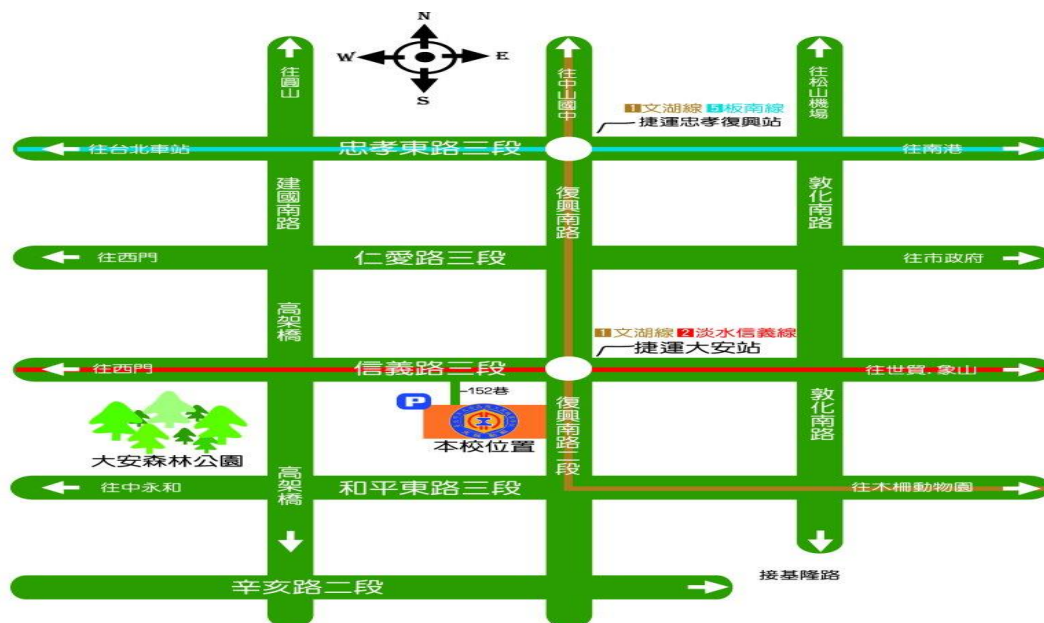 N
W
E
S
往圓山
往中山國中
往松山機場
1文湖線 5板南線
捷運忠孝復興站
往台北車站
忠孝東路三段
往南港
建國南路
復興南路
敦化南路
往西門
仁愛路三段
往市政府
高架橋
1文湖線 2淡水信義線
捷運大安站
往西門
信義路三段
往世貿.象山
P
152巷
復興南路二段
敦化南路
本校位置
大安森林公園
高架橋
往中永和
和平東路三段
往木柵動物園
辛亥路二段
接基隆路